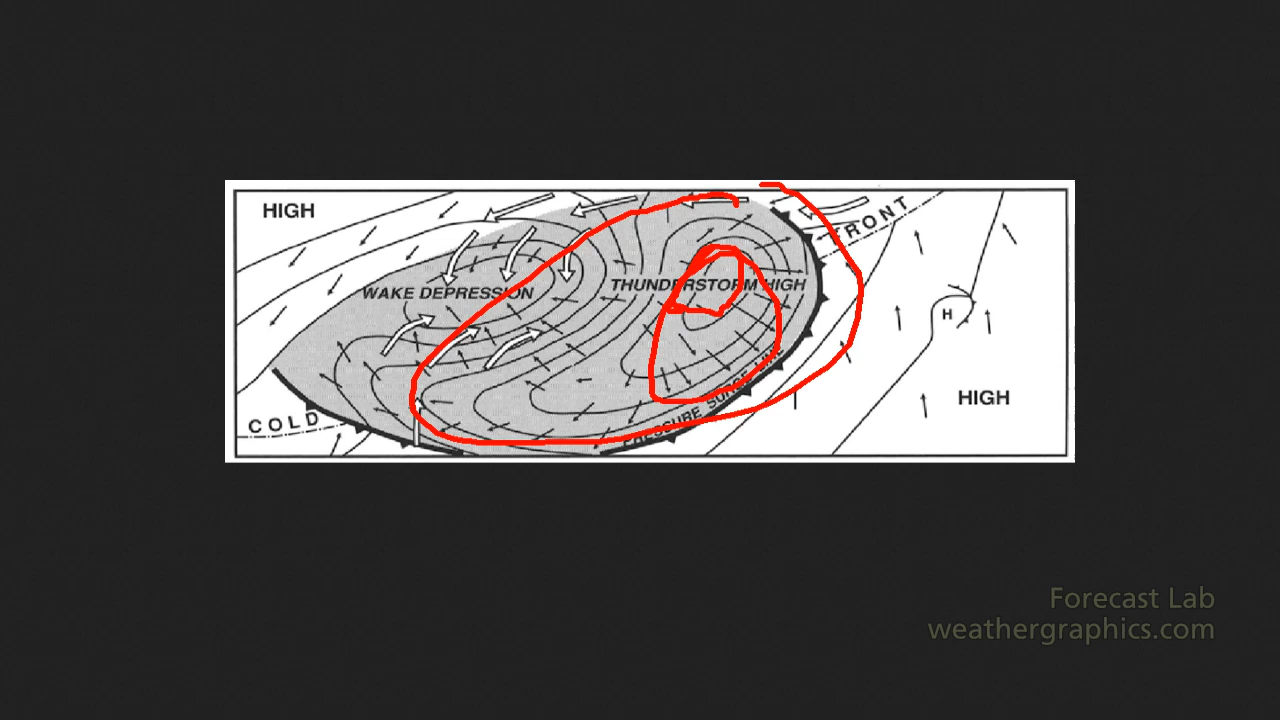 HIGH
FRONT
WAKE DEPRESSION
THUNDERSTORM HIGH
H
HIGH
PRESSURE SURGE LINE
COLD
Forecast Lab
weathergraphics.com